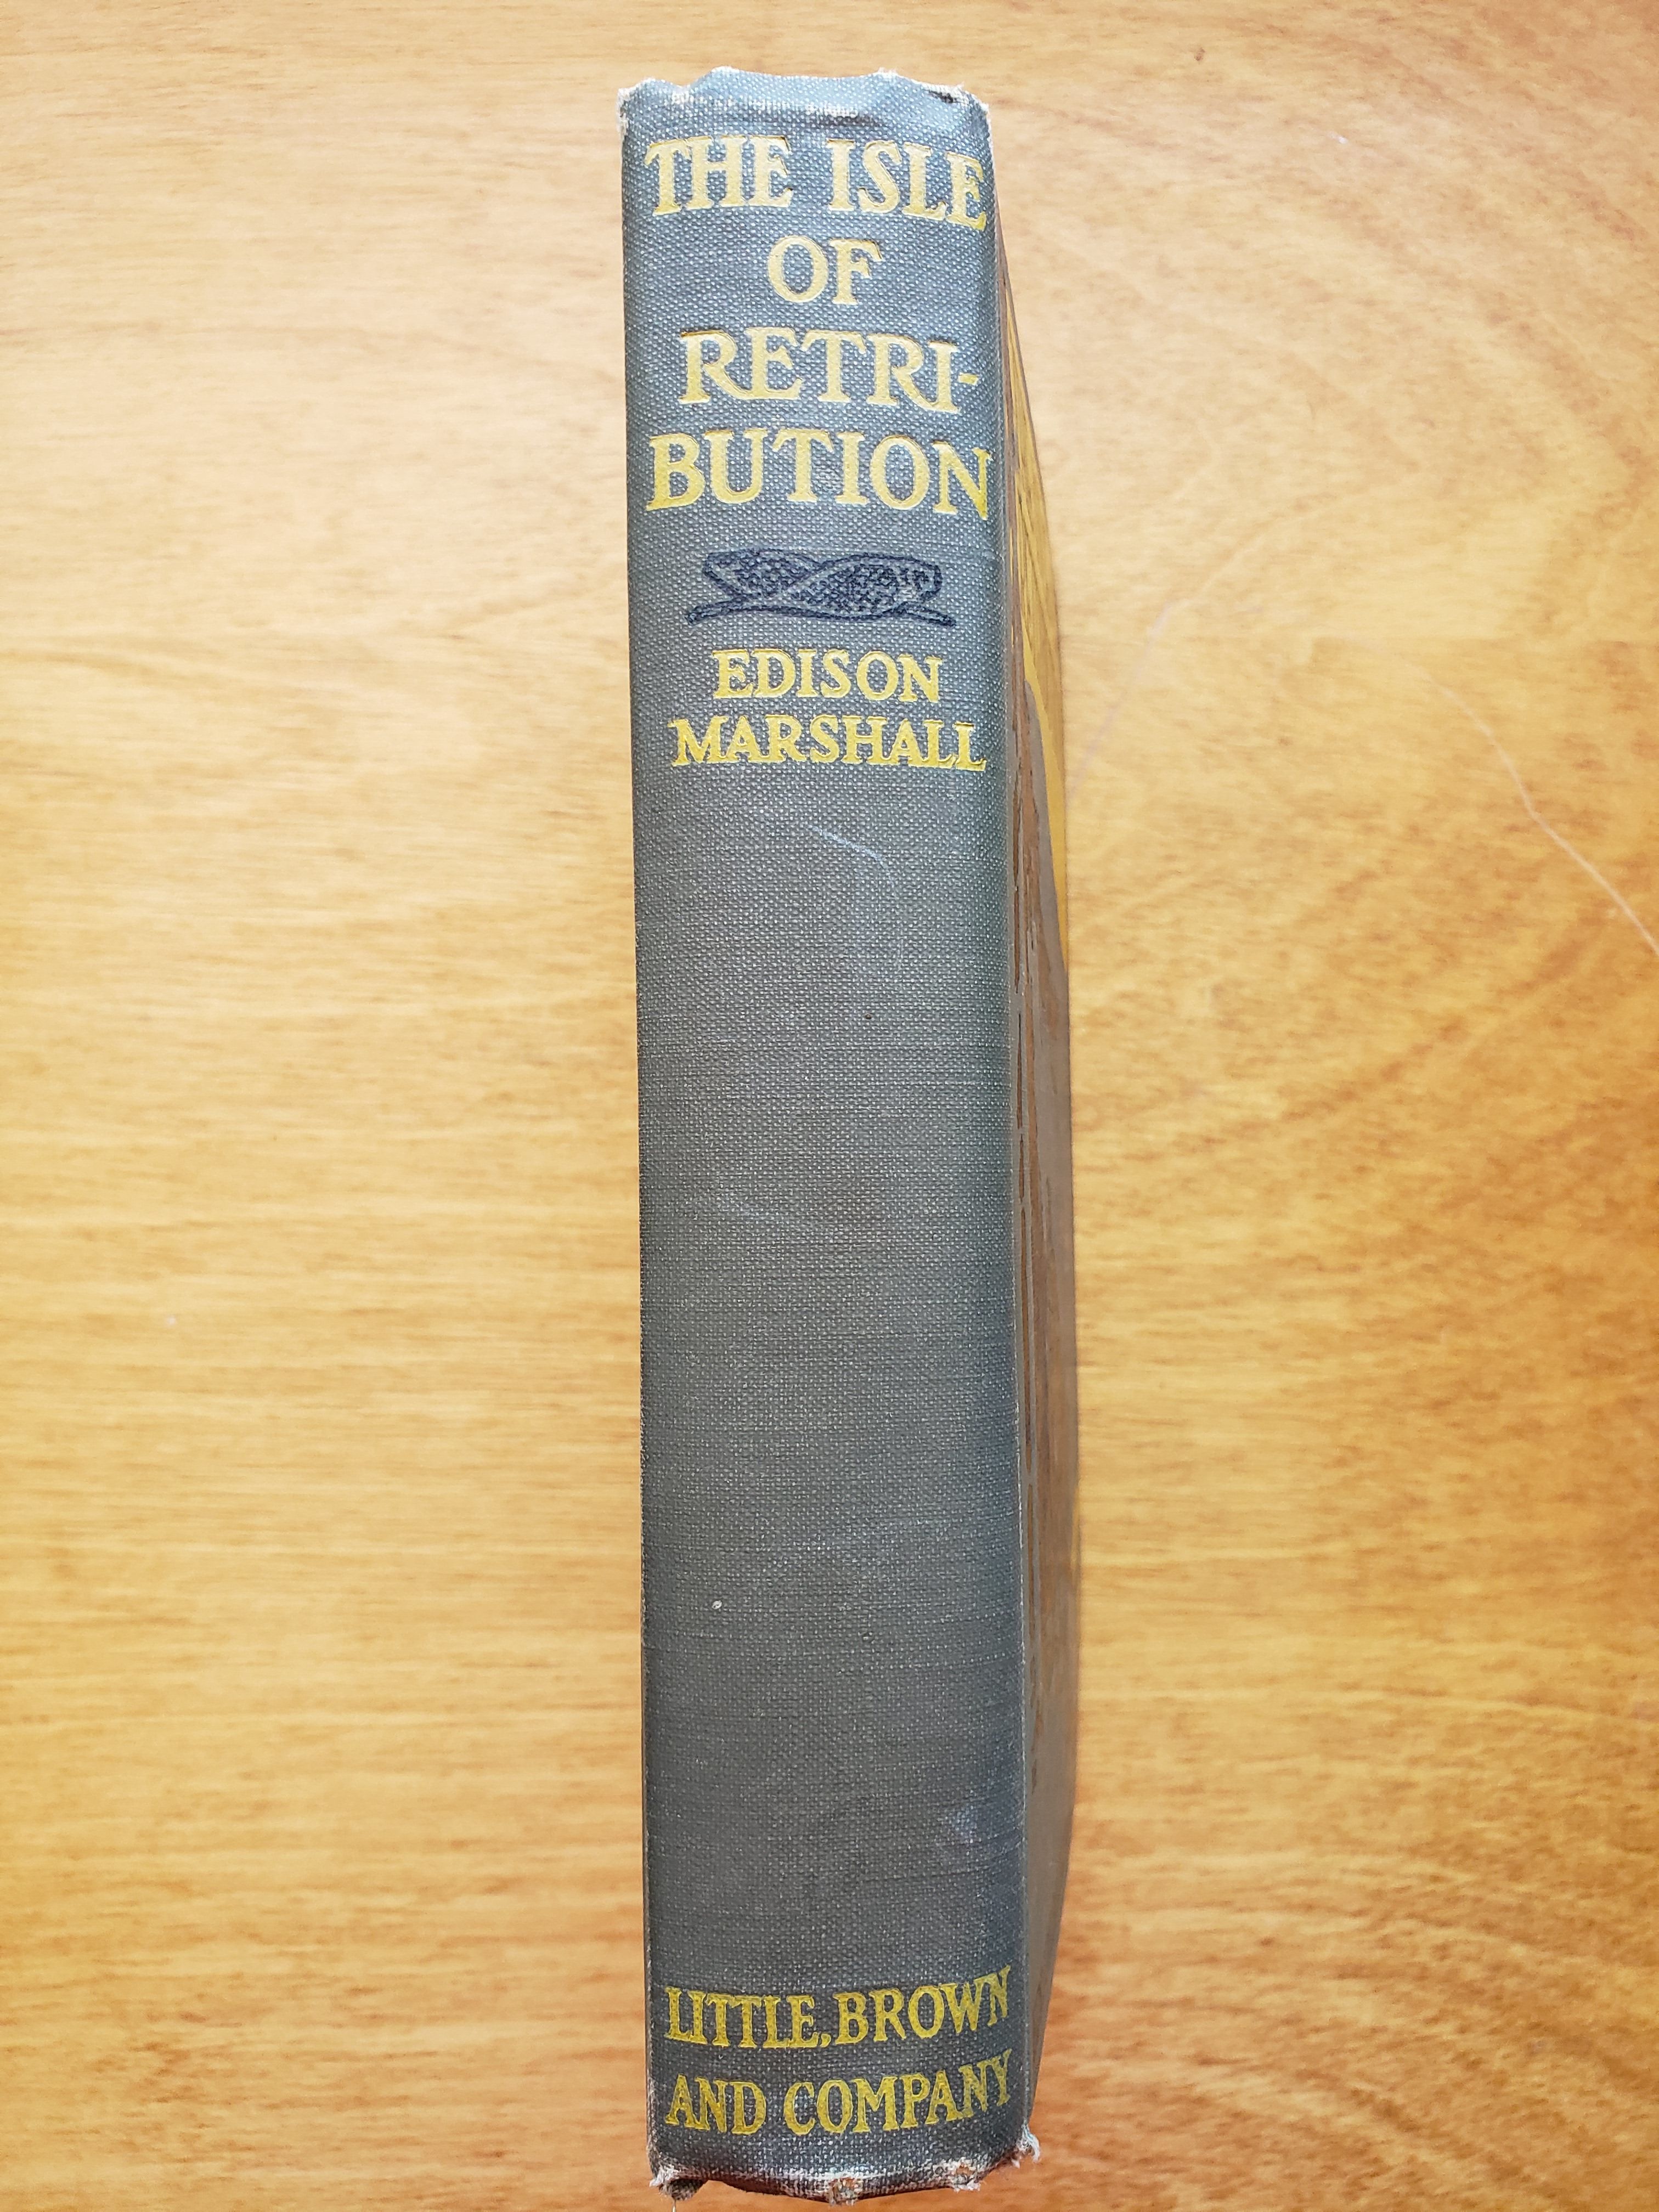 THE ISLE
OF
RETRI-
BUTION
EDISON
MARSHALL
LITTLE, BROWN
AND COMPANY